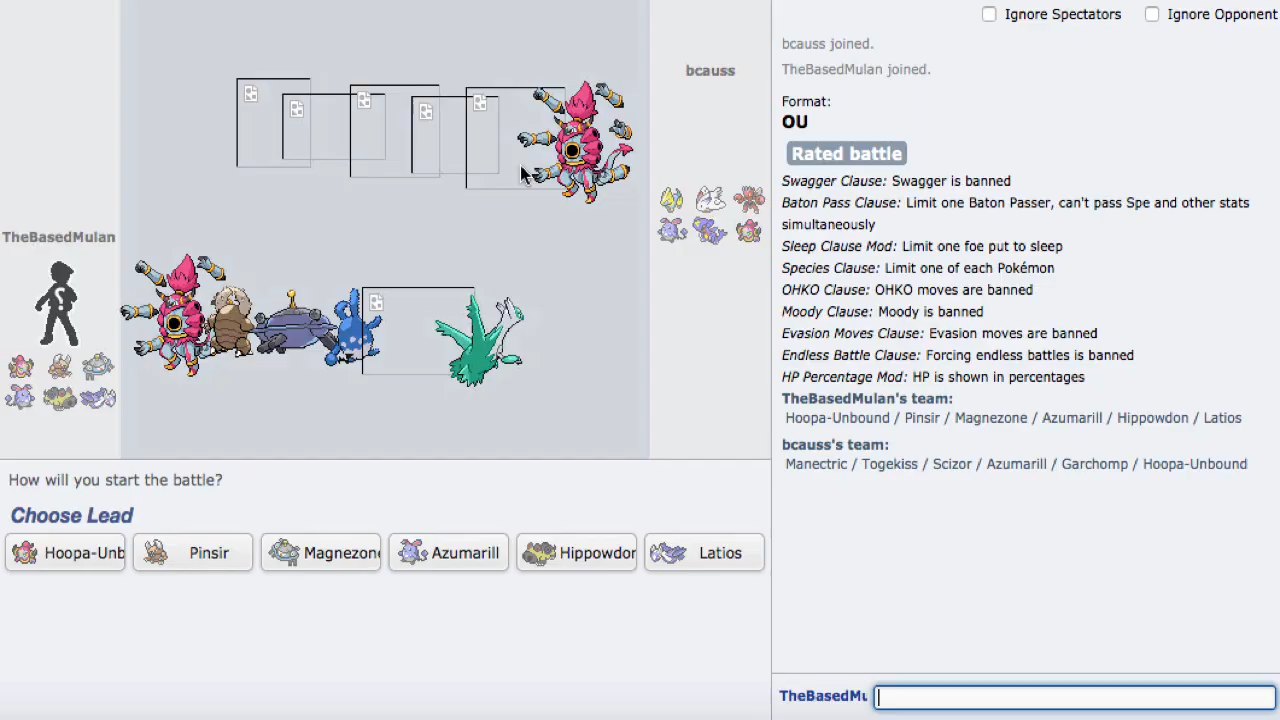 Ignore Spectators
Ignore Opponent
bcauss
TheBasedMulan
How will you start the battle?
Choose Lead
Hoopa-Unb
Pinsir
Magnezon
Azumarill
Hippowdon
Latios
bcauss joined.
TheBasedMulan joined.
Format:
OU
Rated battle
Swagger Clause: Swagger is banned
Baton Pass Clause: Limit one Baton Passer, can't pass Spe and other stats
simultaneously
Sleep Clause Mod: Limit one foe put to sleep
Species Clause: Limit one of each Pokémon
OHKO Clause: OHKO moves are banned
Moody Clause: Moody is banned
Evasion Moves Clause: Evasion moves are banned
Endless Battle Clause: Forcing endless battles is banned
HP Percentage Mod: HP is shown in percentages
TheBasedMulan's team:
Hoopa-Unbound / Pinsir / Magnezone / Azumarill / Hippowdon / Latios
bcauss's team:
Manectric / Togekiss / Scizor / Azumarill / Garchomp / Hoopa-Unbound
TheBasedMu